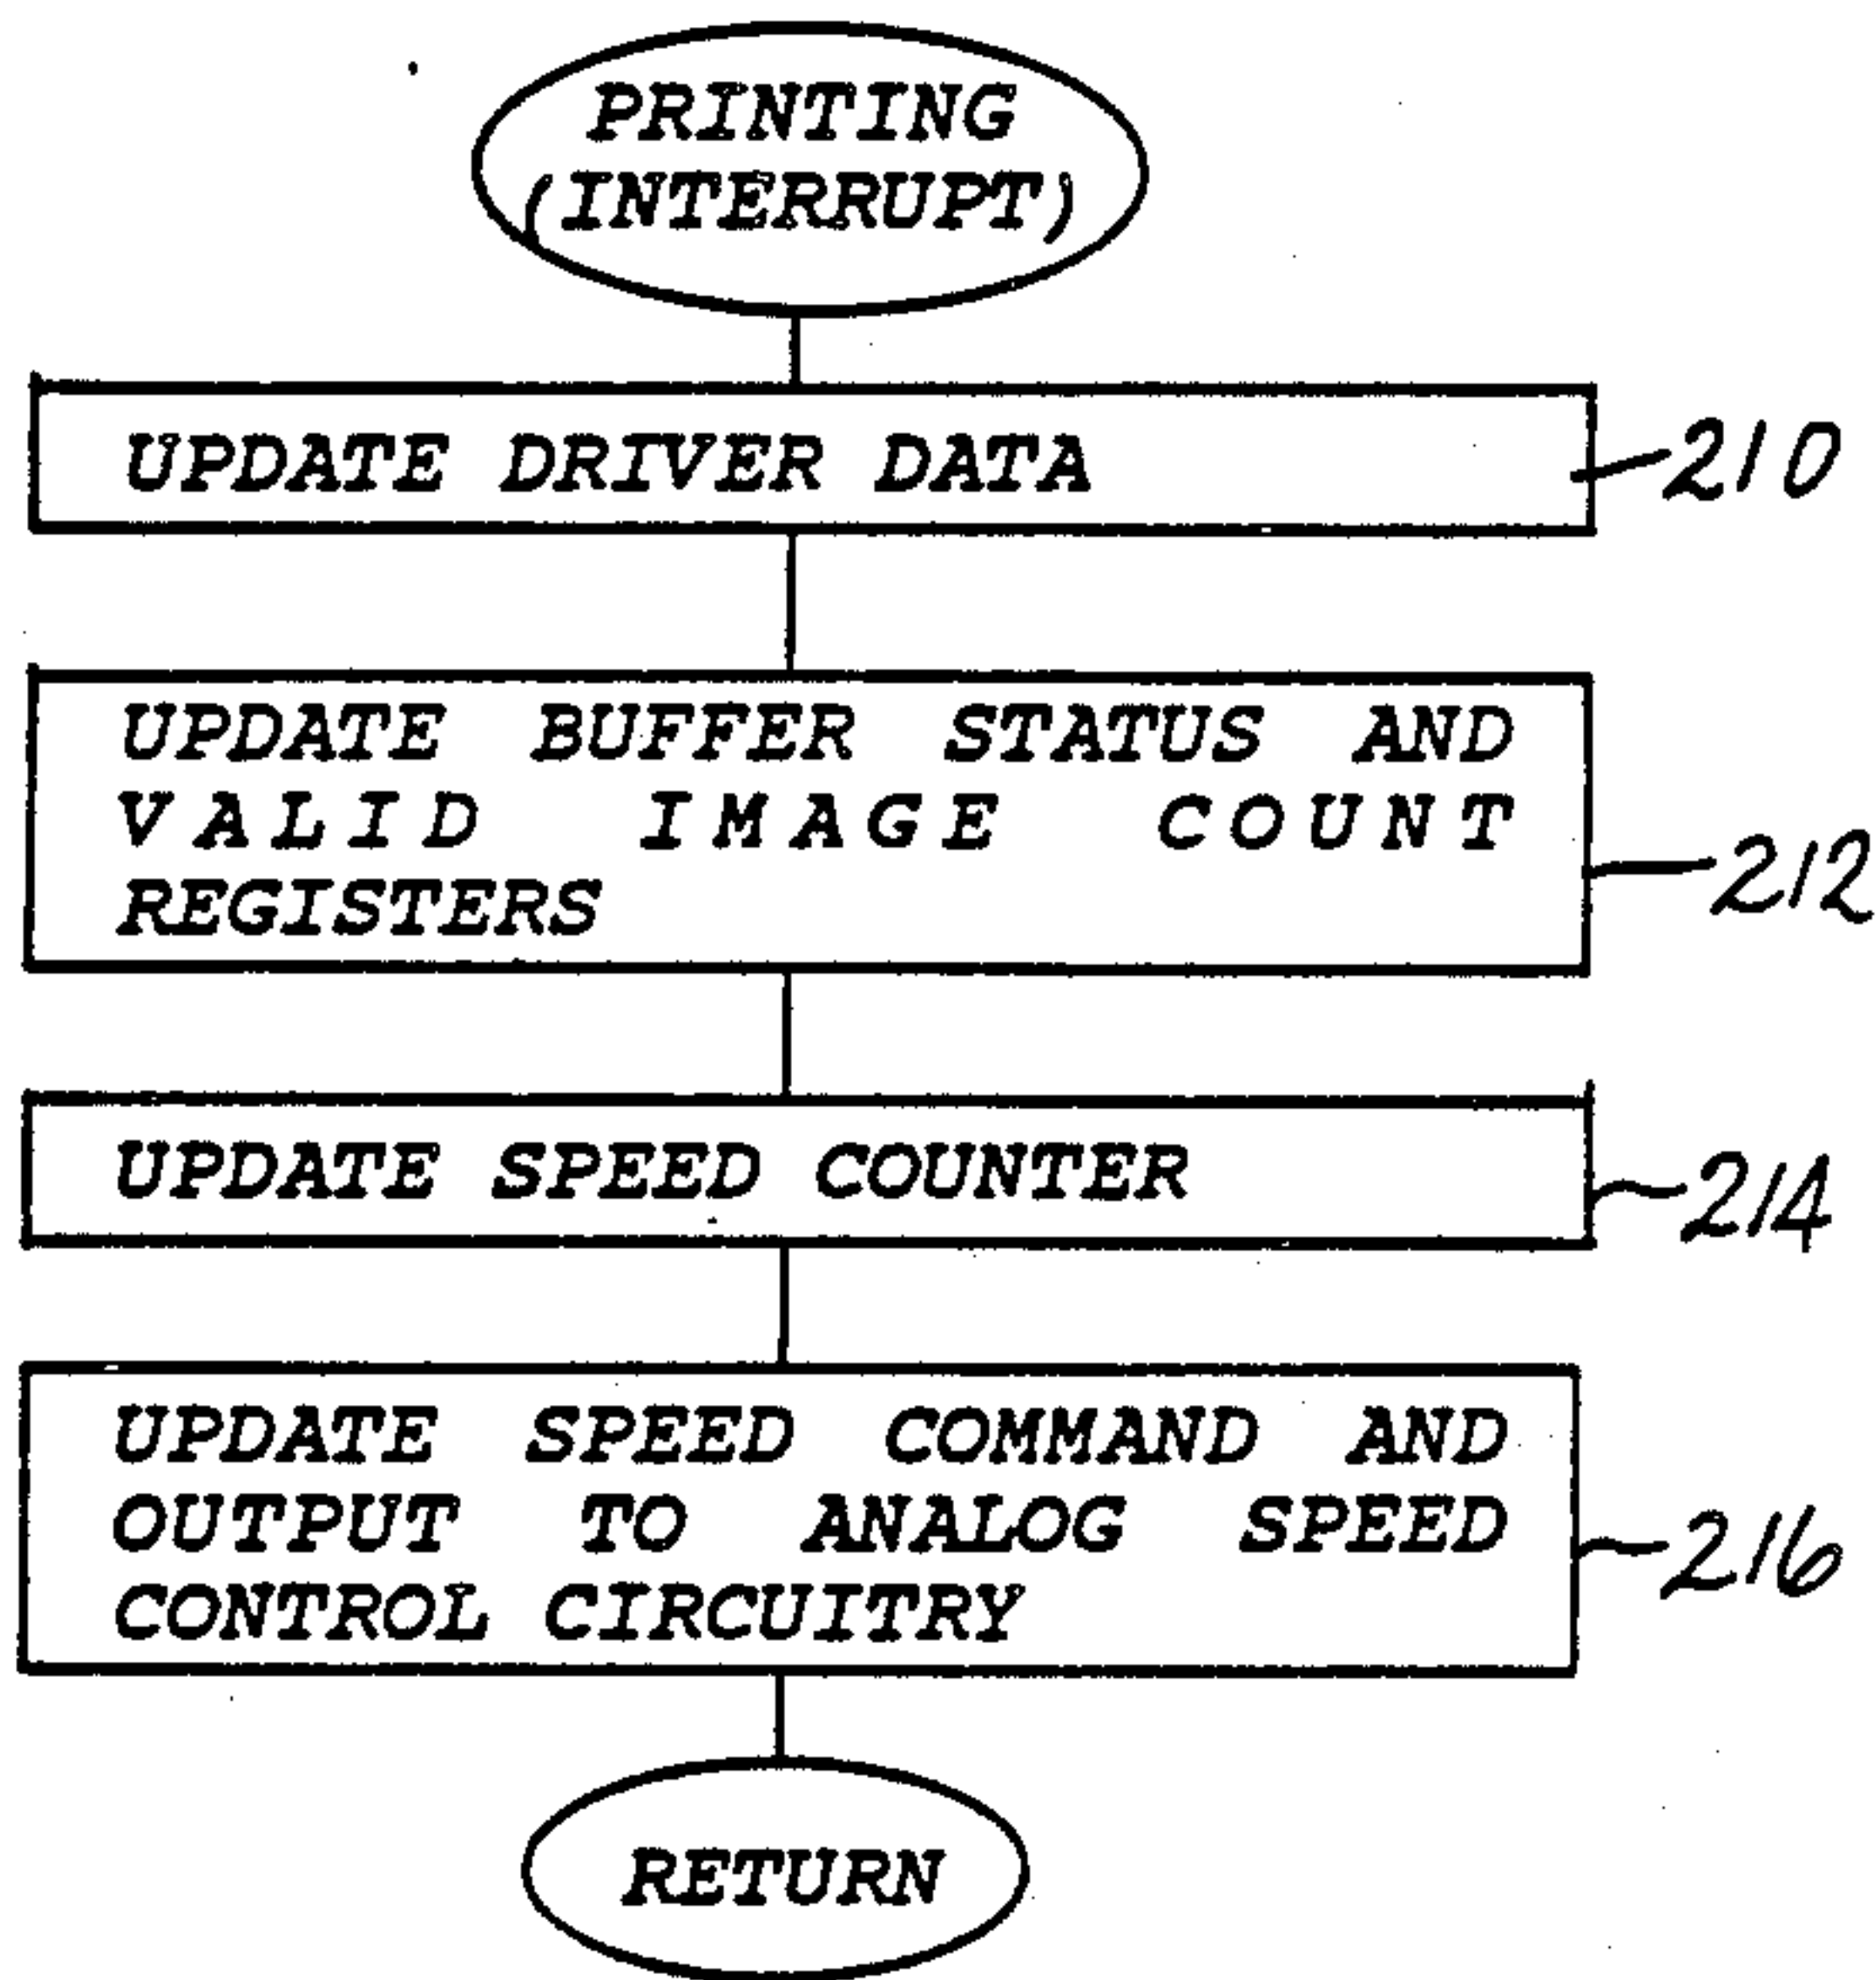 PRINTING
(INTERRUPT)
UPDATE DRIVER DATA
210
UPDATE BUFFER STATUS AND
VALID IMAGE COUNT
REGISTERS
212
UPDATE SPEED COUNTER
214
UPDATE SPEED COMMAND AND
OUTPUT TO ANALOG SPEED
CONTROL CIRCUITRY
216
RETURN